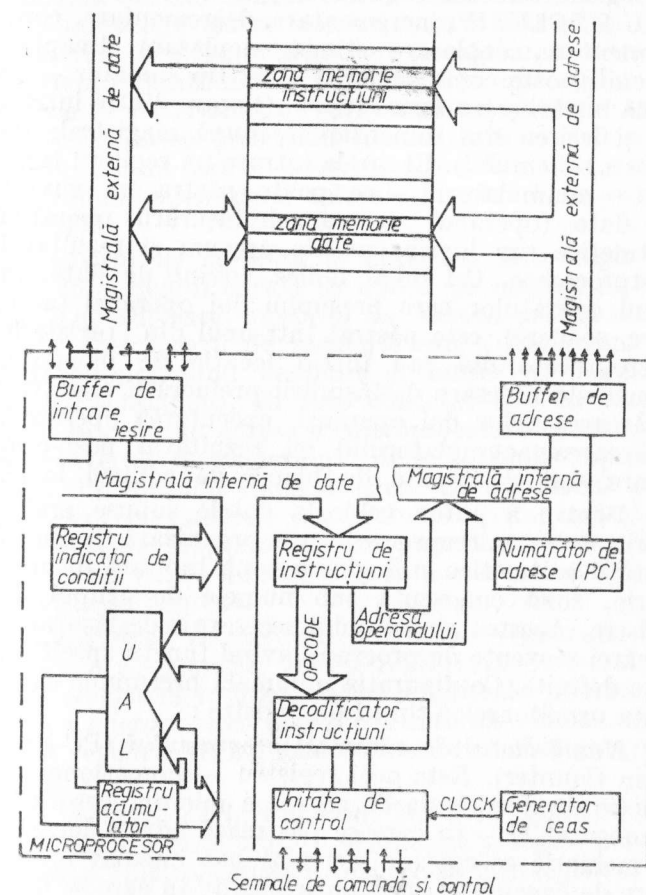 Magistrală externă de date
Zonă memorie
instrucțiuni
Zonă memorie
date
Magistrală externă de adrese
Buffer de
intrare
ieșire
Buffer de
adrese
Magistrală internă de date
Magistrală internă
de adrese
Registru
indicator de
conditii
Registru de
instrucțiuni
Numărător de
adrese (PC)
Adresa
operandului
OPCODE
U
A
L
Decodificator
instrucțiuni
Registru
acumu-
lator
Unitate de
control
CLOCK
Generator
de ceas
MICROPROCESOR
Semnale de comandă si control